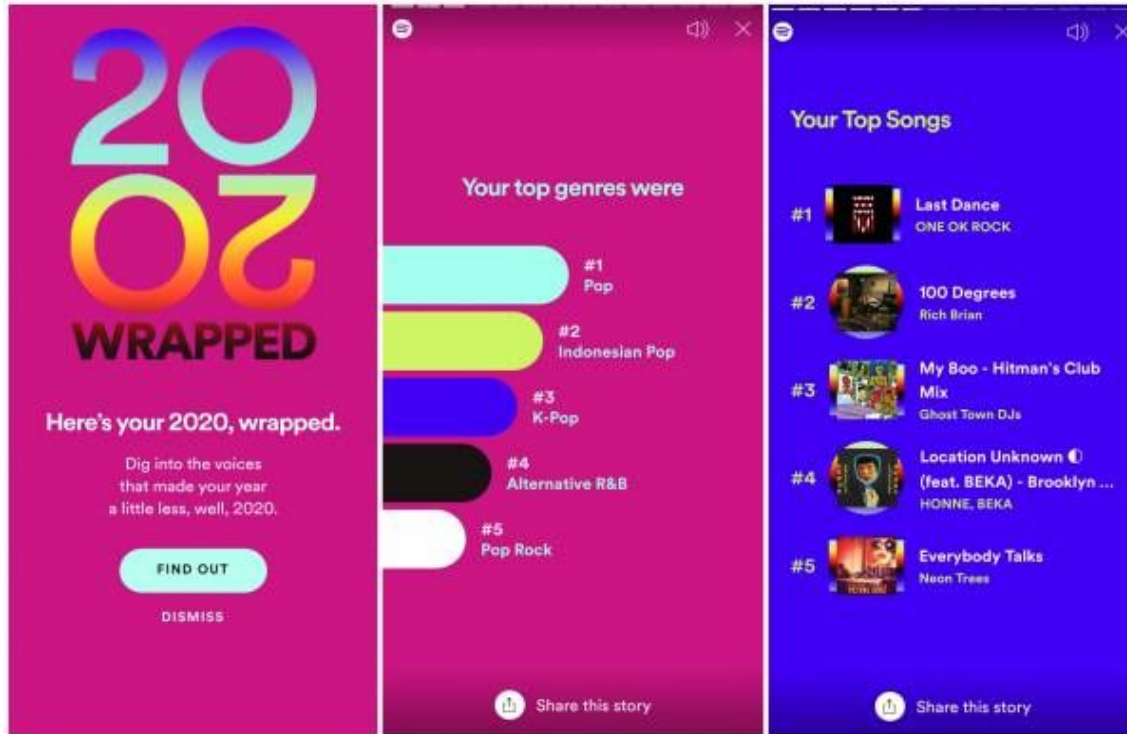 20
20
WRAPPED
Here's your 2020, wrapped.
Dig into the voices
that made your year
a little less, well, 2020.
FIND OUT
DISMISS
Your top genres were
#1
Pop
#2
Indonesian Pop
#3
K-Pop
#4
Alternative R&B
#5
Pop Rock
Share this story
Your Top Songs
#1
Last Dance
ONE OK ROCK
#2
100 Degrees
Rich Brian
#3
My Boo - Hitman's Club
Mix
Ghost Town DJs
#4
Location Unknown ◐
(feat. BEKA) - Brooklyn ...
HONNE, BEKA
#5
Everybody Talks
Neon Trees
Share this story